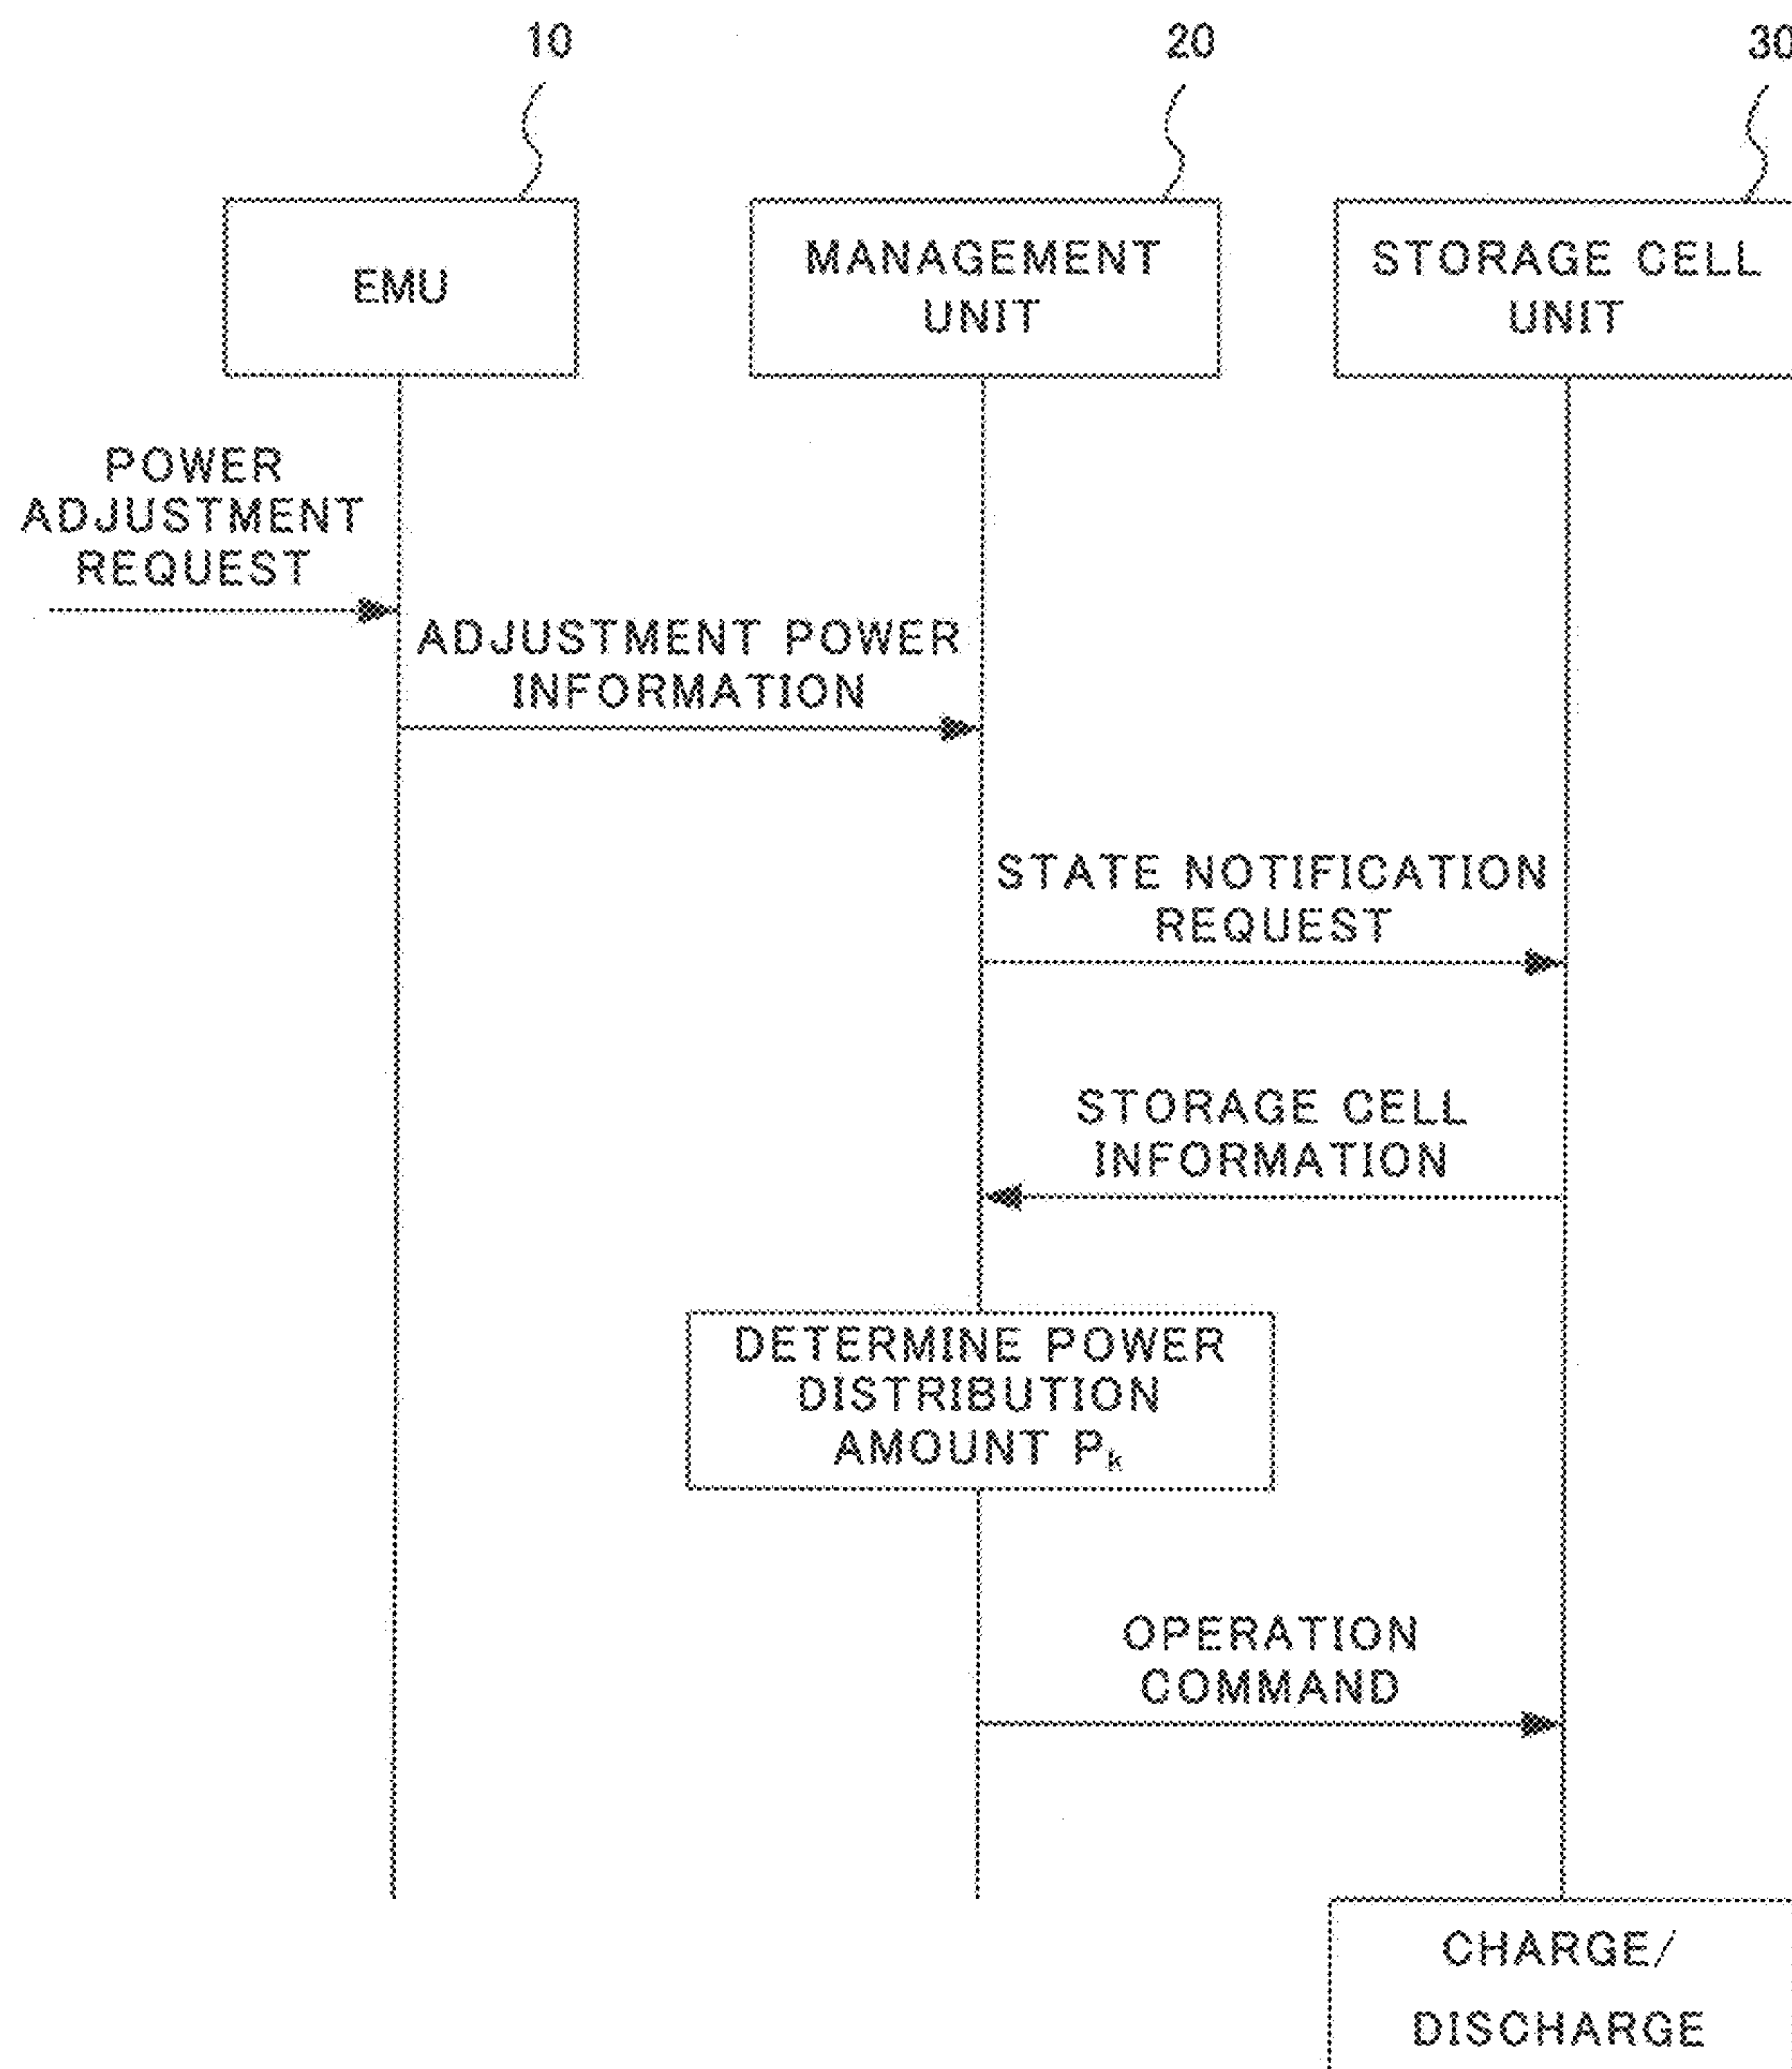 10
20
30
EMU
MANAGEMENT
UNIT
STORAGE CELL
UNIT
POWER
ADJUSTMENT
REQUEST
ADJUSTMENT POWER
INFORMATION
STATE NOTIFICATION
REQUEST
STORAGE CELL
INFORMATION
DETERMINE POWER
DISTRIBUTION
AMOUNT Pk
OPERATION
COMMAND
CHARGE/
DISCHARGE